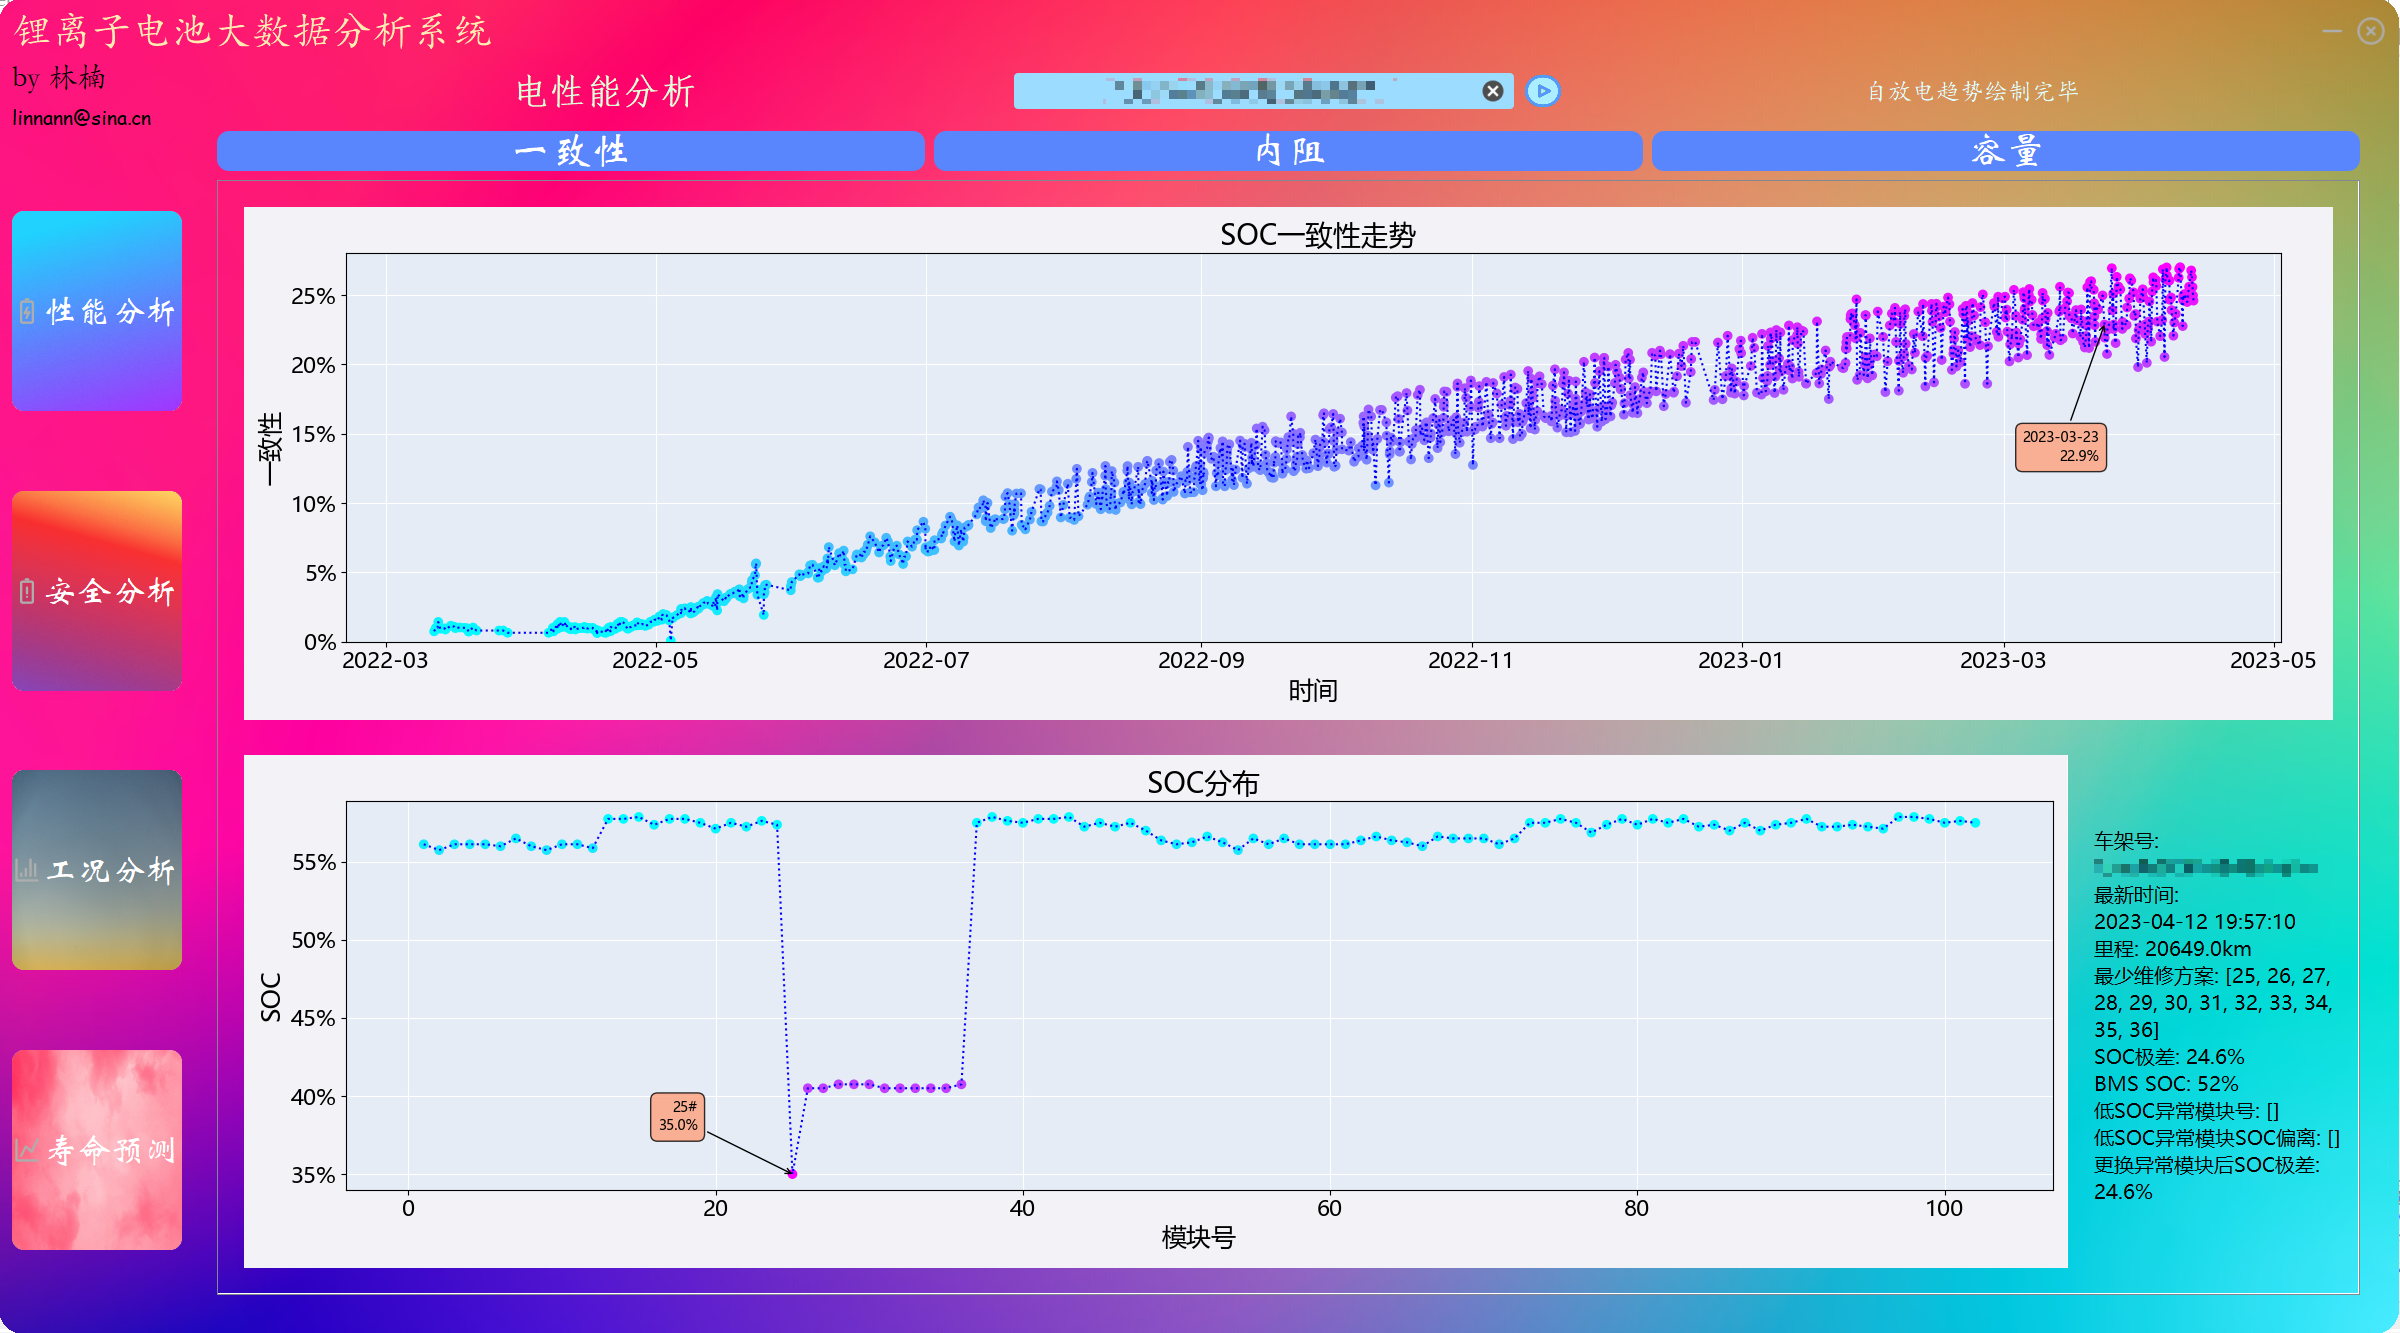 锂离子电池大数据分析系统
by 林楠
linnann@sina.cn
电性能分析
自放电趋势绘制完毕
一致性
内阻
容量
性能分析
安全分析
工况分析
寿命预测
SOC一致性走势
一致性
25%
20%
15%
10%
5%
0%
2023-03-23
22.9%
2022-03
2022-05
2022-07
2022-09
2022-11
2023-01
2023-03
2023-05
时间
SOC分布
SOC
55%
50%
45%
40%
35%
25#
35.0%
0
20
40
60
80
100
模块号
车架号:
最新时间:
2023-04-12 19:57:10
里程: 20649.0km
最少维修方案: [25, 26, 27,
28, 29, 30, 31, 32, 33, 34,
35, 36]
SOC极差: 24.6%
BMS SOC: 52%
低SOC异常模块号: []
低SOC异常模块SOC偏离: []
更换异常模块后SOC极差:
24.6%